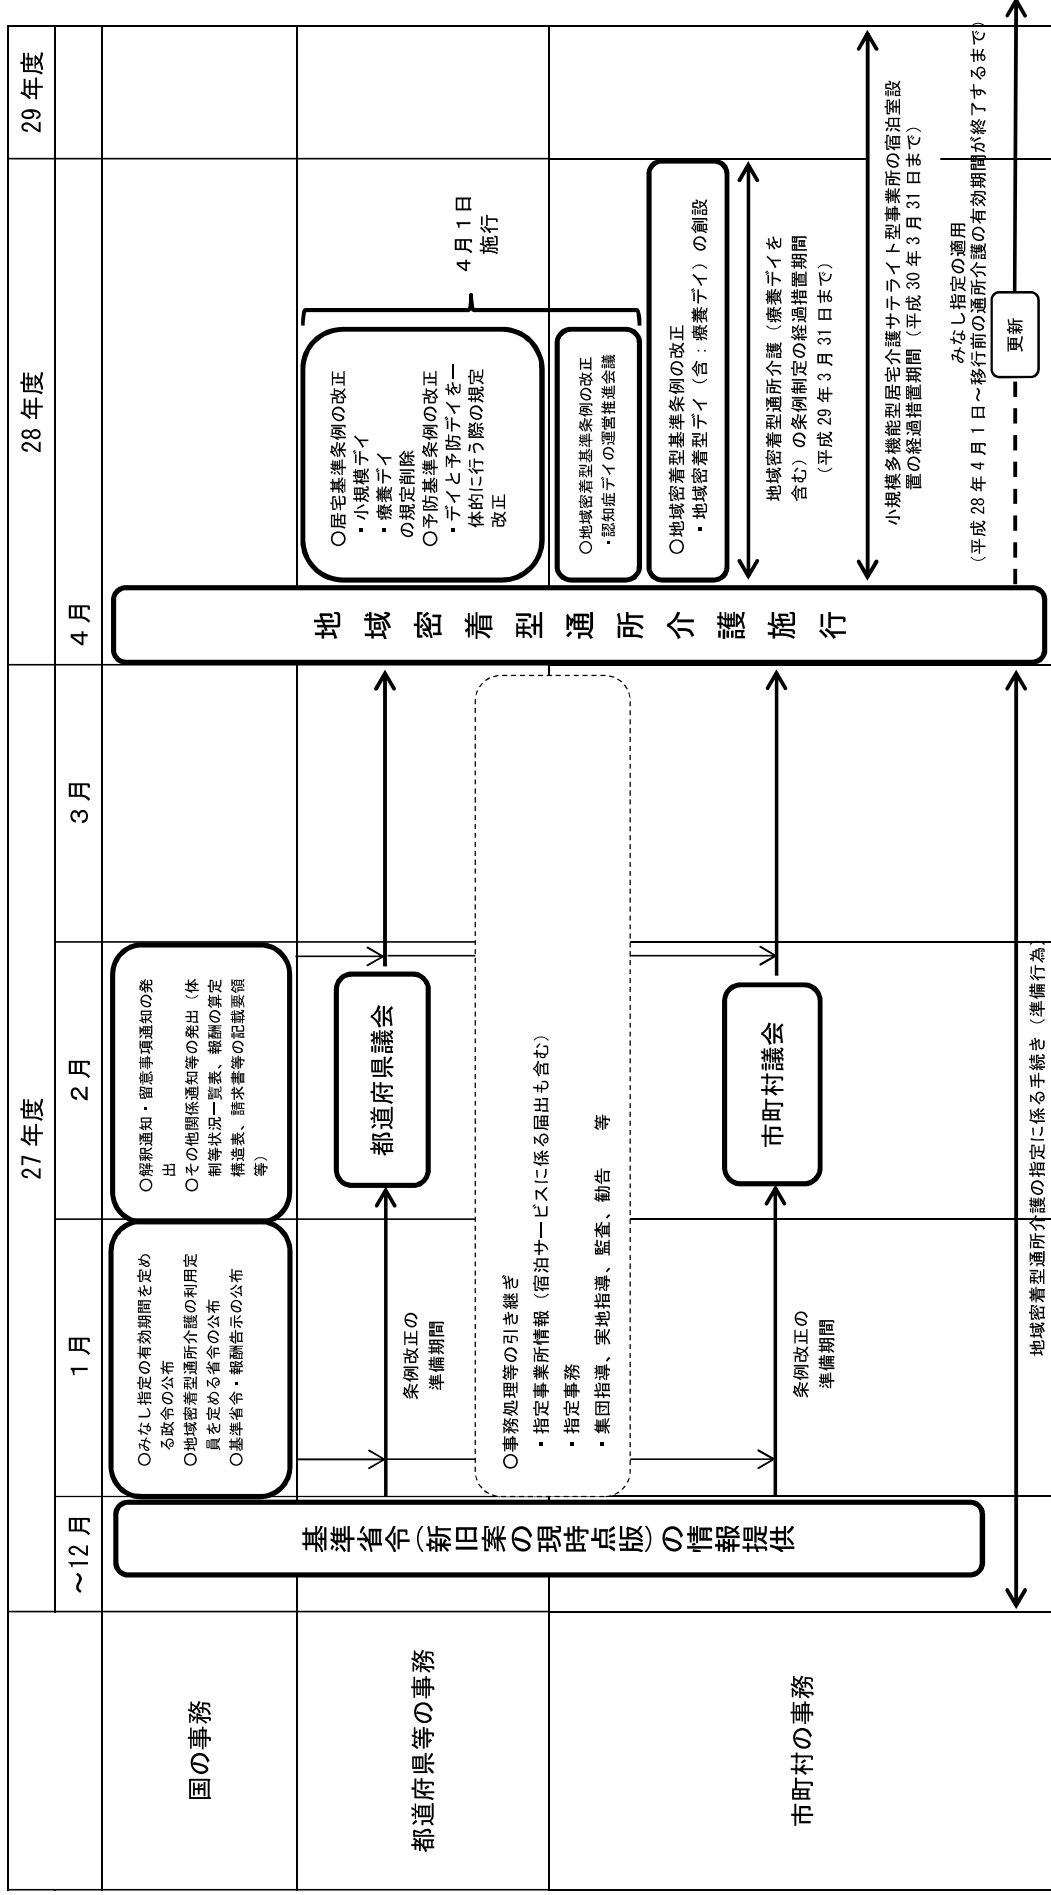 27 年度
28 年度
29 年度
～12 月
１月
２月
３月
４月
国の事務
都道府県等の事務
市町村の事務
基準省令(新旧案の現時点版)の情報提供
○みなし指定の有効期間を定め
る政令の公布
○地域密着型通所介護の利用定
員を定める省令の公布
○基準省令・報酬告示の公布
○解釈通知・留意事項通知の発
出
○その他関係通知等の発出（体
制等状況一覧表、報酬の算定
構造表、請求書等の記載要領
等）
条例改正の
準備期間
都道府県議会
○事務処理等の引き継ぎ
・指定事業所情報（宿泊サービスに係る届出も含む）
・指定事務
・集団指導、実地指導、監査、勧告　　等
条例改正の
準備期間
市町村議会
地域密着型通所介護の指定に係る手続き（準備行為）
地域密着型通所介護施行
○居宅基準条例の改正
・小規模デイ
・療養デイ
の規定削除
○予防基準条例の改正
・デイと予防デイを一
体的に行う際の規定
改正
４月１日
施行
○地域密着型基準条例の改正
・認知症デイの運営推進会議
○地域密着型基準条例の改正
・地域密着型デイ（含：療養デイ）の創設
地域密着型通所介護（療養デイを
含む）の条例制定の経過措置期間
（平成 29 年 3 月 31 日まで）
小規模多機能型居宅介護サテライト型事業所の宿泊室設
置の経過措置期間（平成 30 年 3 月 31 日まで）
みなし指定の適用
（平成 28 年 4 月 1 日～移行前の通所介護の有効期間が終了するまで）
更新